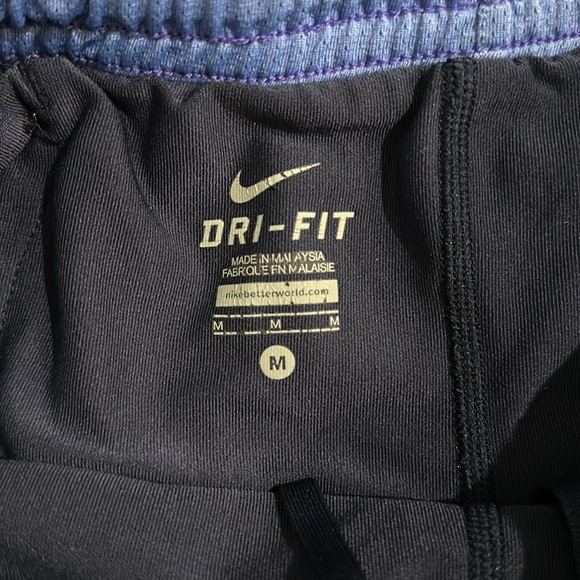 DRI-FIT
MADE IN MALAYSIA
FABRIQUE EN MALAISIE
nikebetterworld.com
M M M
M